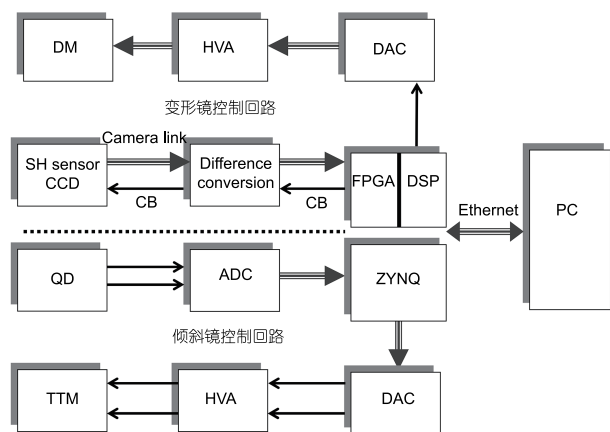 DM
HVA
DAC
变形镜控制回路
Camera link
SH sensor
CCD
Difference
conversion
FPGA
DSP
CB
CB
Ethernet
PC
QD
ADC
ZYNQ
倾斜镜控制回路
TTM
HVA
DAC